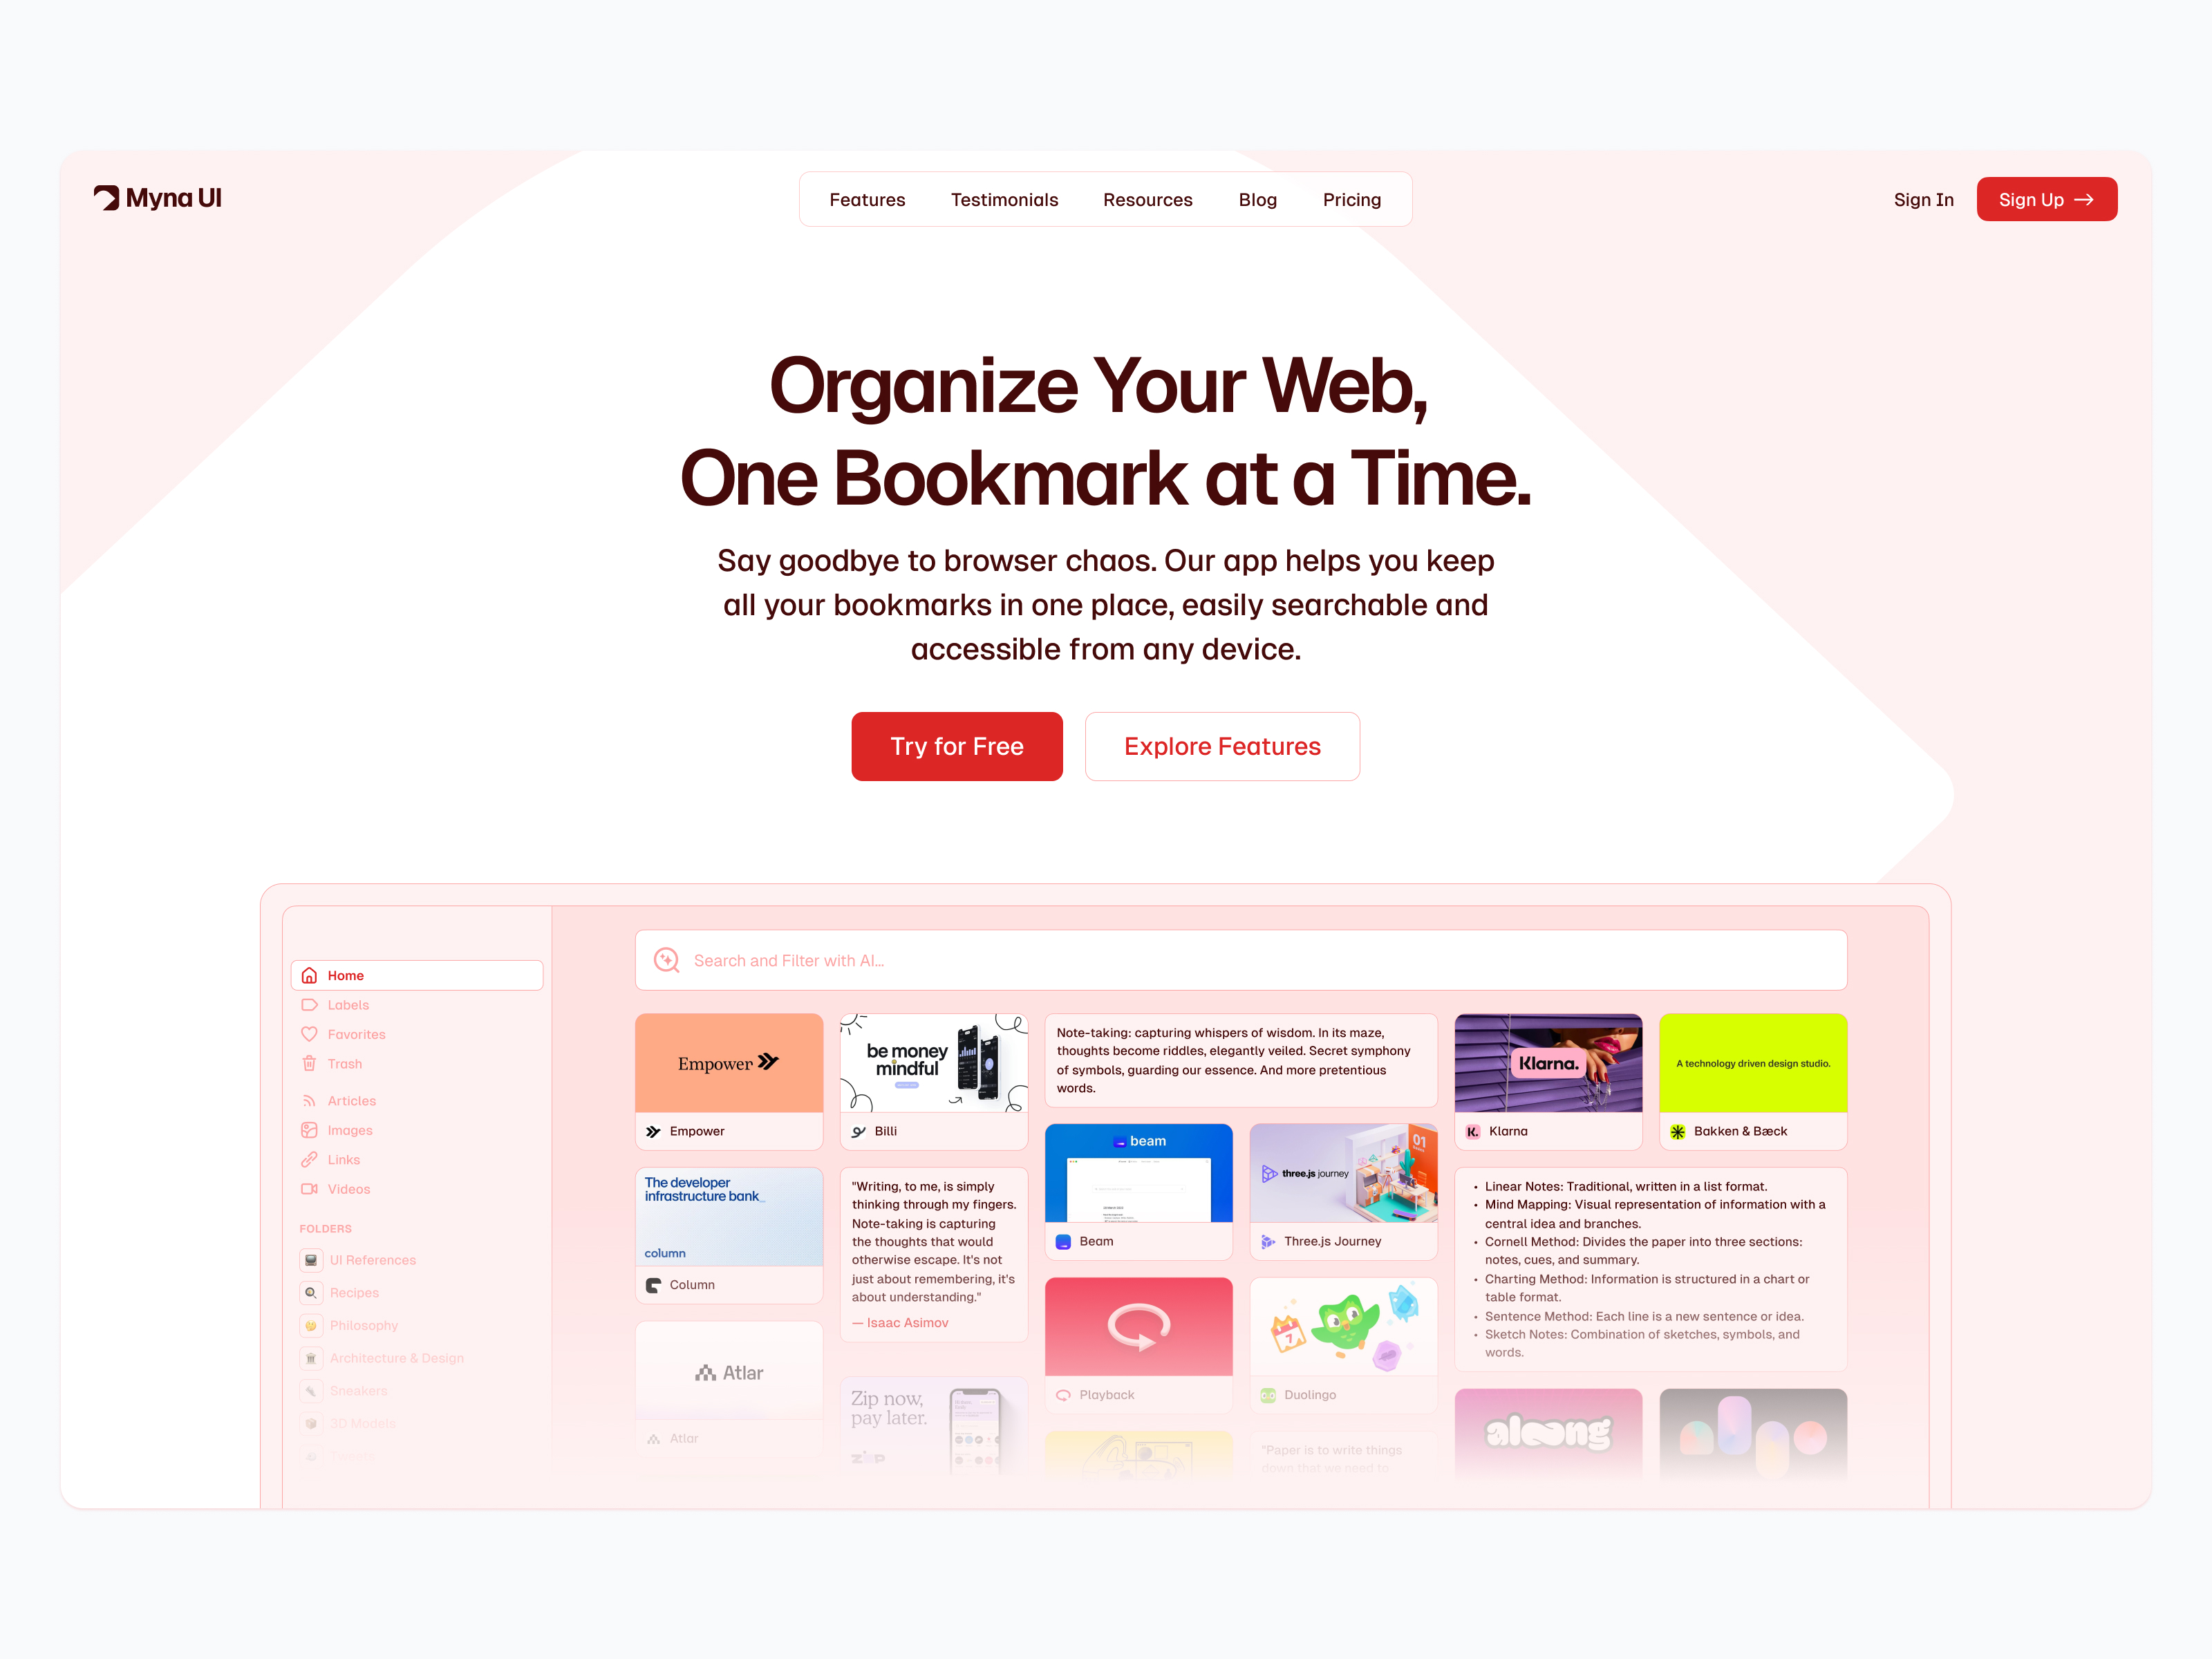 Myna UI
Features
Testimonials
Resources
Blog
Pricing
Sign In
Sign Up
Organize Your Web,
One Bookmark at a Time.
Say goodbye to browser chaos. Our app helps you keep
all your bookmarks in one place, easily searchable and
accessible from any device.
Try for Free
Explore Features
Home
Labels
Favorites
Trash
Articles
Images
Links
Videos
FOLDERS
UI References
Recipes
Philosophy
Architecture & Design
Sneakers
3D Models
Search and Filter with AI...
Empower
Empower
The developer
infrastructure bank_
column
Column
Atlar
Atlar
be money
mindful
Billi
"Writing, to me, is simply
thinking through my fingers.
Note-taking is capturing
the thoughts that would
otherwise escape. It's not
just about remembering, it's
about understanding."
— Isaac Asimov
Zip now,
pay later.
zip
Note-taking: capturing whispers of wisdom. In its maze,
thoughts become riddles, elegantly veiled. Secret symphony
of symbols, guarding our essence. And more pretentious
words.
beam
Beam
Playback
three.js journey
01
Three.js Journey
7
Duolingo
"Paper is to write things
down that we need to
Klarna.
K.
Klarna
A technology driven design studio.
Bakken & Bæck
• Linear Notes: Traditional, written in a list format.
• Mind Mapping: Visual representation of information with a
central idea and branches.
• Cornell Method: Divides the paper into three sections:
notes, cues, and summary.
• Charting Method: Information is structured in a chart or
table format.
• Sentence Method: Each line is a new sentence or idea.
• Sketch Notes: Combination of sketches, symbols, and
words.
aloong